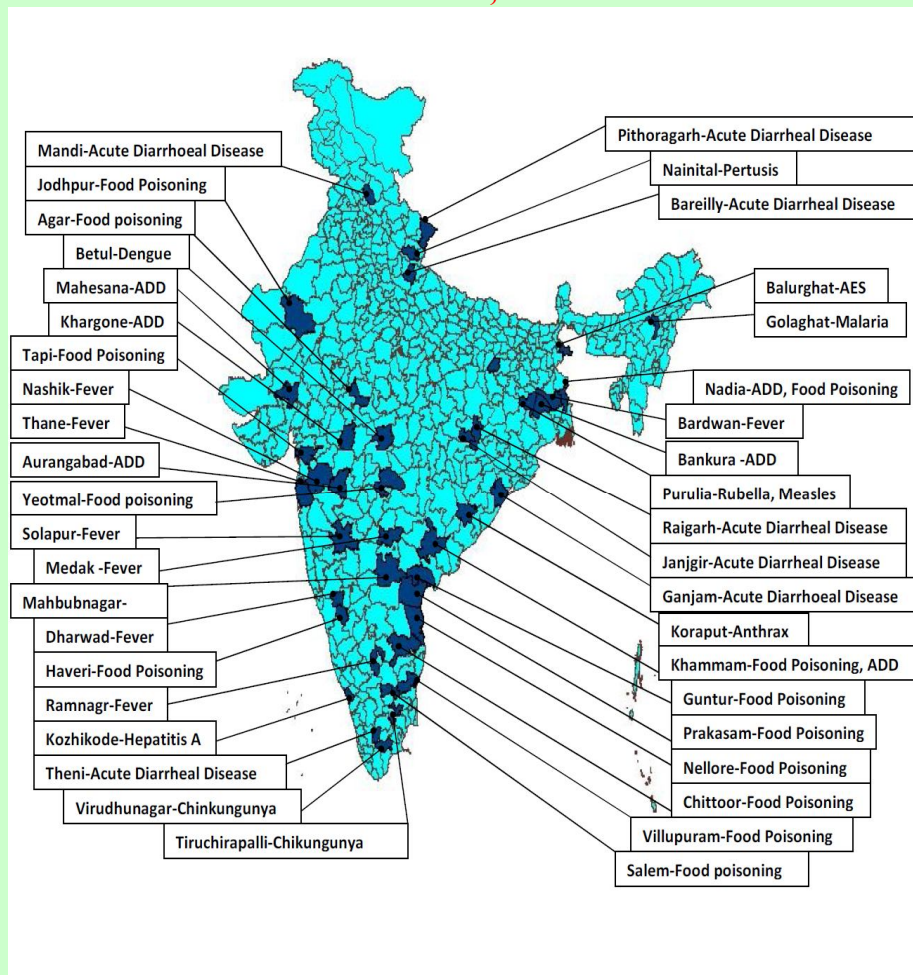 Mandi-Acute Diarrhoeal Disease
Jodhpur-Food Poisoning
Agar-Food poisoning
Betul-Dengue
Mahesana-ADD
Khargone-ADD
Tapi-Food Poisoning
Nashik-Fever
Thane-Fever
Aurangabad-ADD
Yeotmal-Food poisoning
Solapur-Fever
Medak -Fever
Mahbubnagar-
Dharwad-Fever
Haveri-Food Poisoning
Ramnagr-Fever
Kozhikode-Hepatitis A
Theni-Acute Diarrheal Disease
Virudhunagar-Chinkungunya
Tiruchirapalli-Chikungunya
Pithoragarh-Acute Diarrheal Disease
Nainital-Pertusis
Bareilly-Acute Diarrheal Disease
Balurghat-AES
Golaghat-Malaria
Nadia-ADD, Food Poisoning
Bardwan-Fever
Bankura -ADD
Purulia-Rubella, Measles
Raigarh-Acute Diarrheal Disease
Janjgir-Acute Diarrheal Disease
Ganjam-Acute Diarrhoeal Disease
Koraput-Anthrax
Khammam-Food Poisoning, ADD
Guntur-Food Poisoning
Prakasam-Food Poisoning
Nellore-Food Poisoning
Chittoor-Food Poisoning
Villupuram-Food Poisoning
Salem-Food poisoning